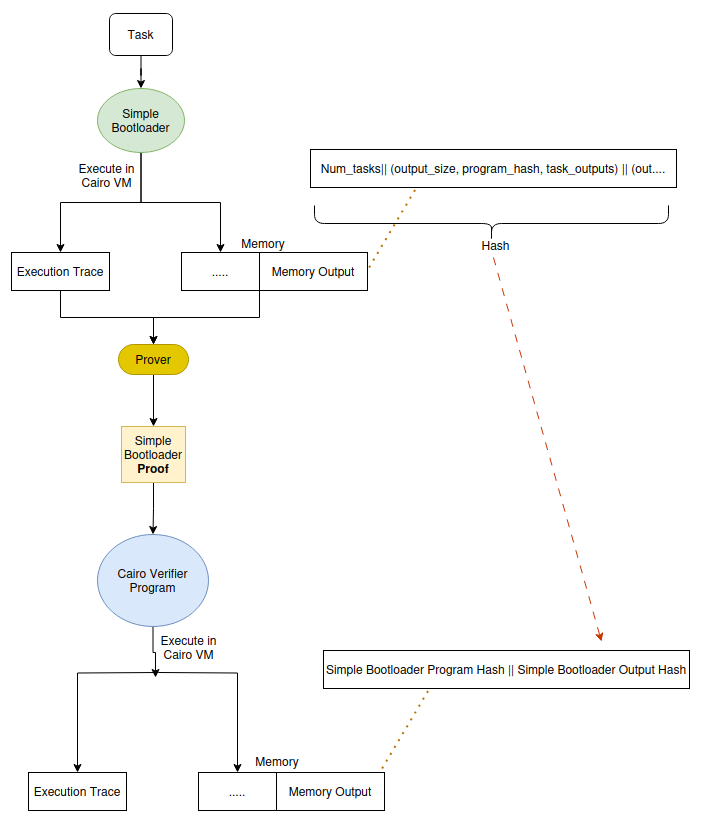 Task
Simple
Bootloader
Execute in
Cairo VM
Num_tasks|| (output_size, program_hash, task_outputs) || (out....
Hash
Memory
Execution Trace
.....
Memory Output
Prover
Simple
Bootloader
Proof
Cairo Verifier
Program
Execute in
Cairo VM
Simple Bootloader Program Hash || Simple Bootloader Output Hash
Memory
Execution Trace
.....
Memory Output